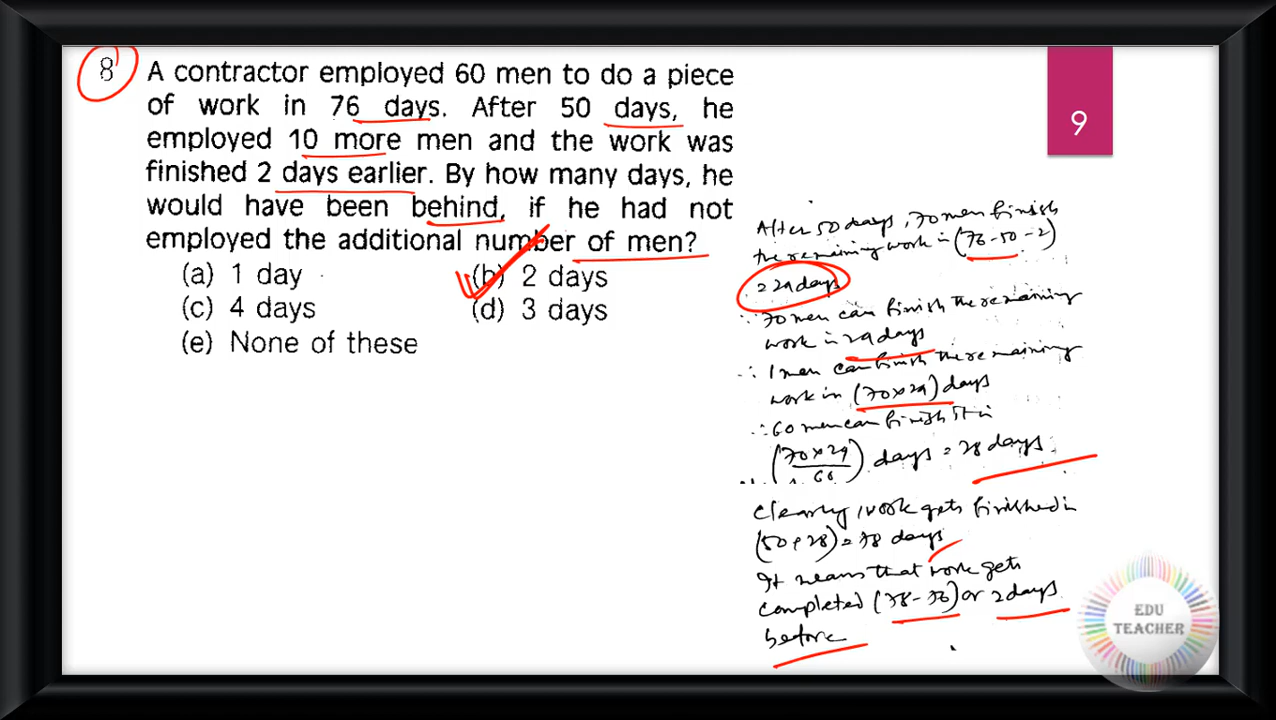 8
A contractor employed 60 men to do a piece
of work in 76 days. After 50 days, he
employed 10 more men and the work was
finished 2 days earlier. By how many days, he
would have been behind, if he had not
employed the additional number of men?
(a) 1 day (b) 2 days
(c) 4 days (d) 3 days
(e) None of these
9
After 50 days, 70 men finish
the remaining work in (76-50-2)
= 24 days
∵ 70 men can finish the remaining
work in 24 days
∴ 1 men can finish the remaining
work in (70×24) days
∴ 60 men can finish it in
(70×24/60) days = 28 days.
Clearly work gets finished in
(50+28) = 78 days
It means that work gets
completed (78-76) or 2 days
before
EDU
TEACHER